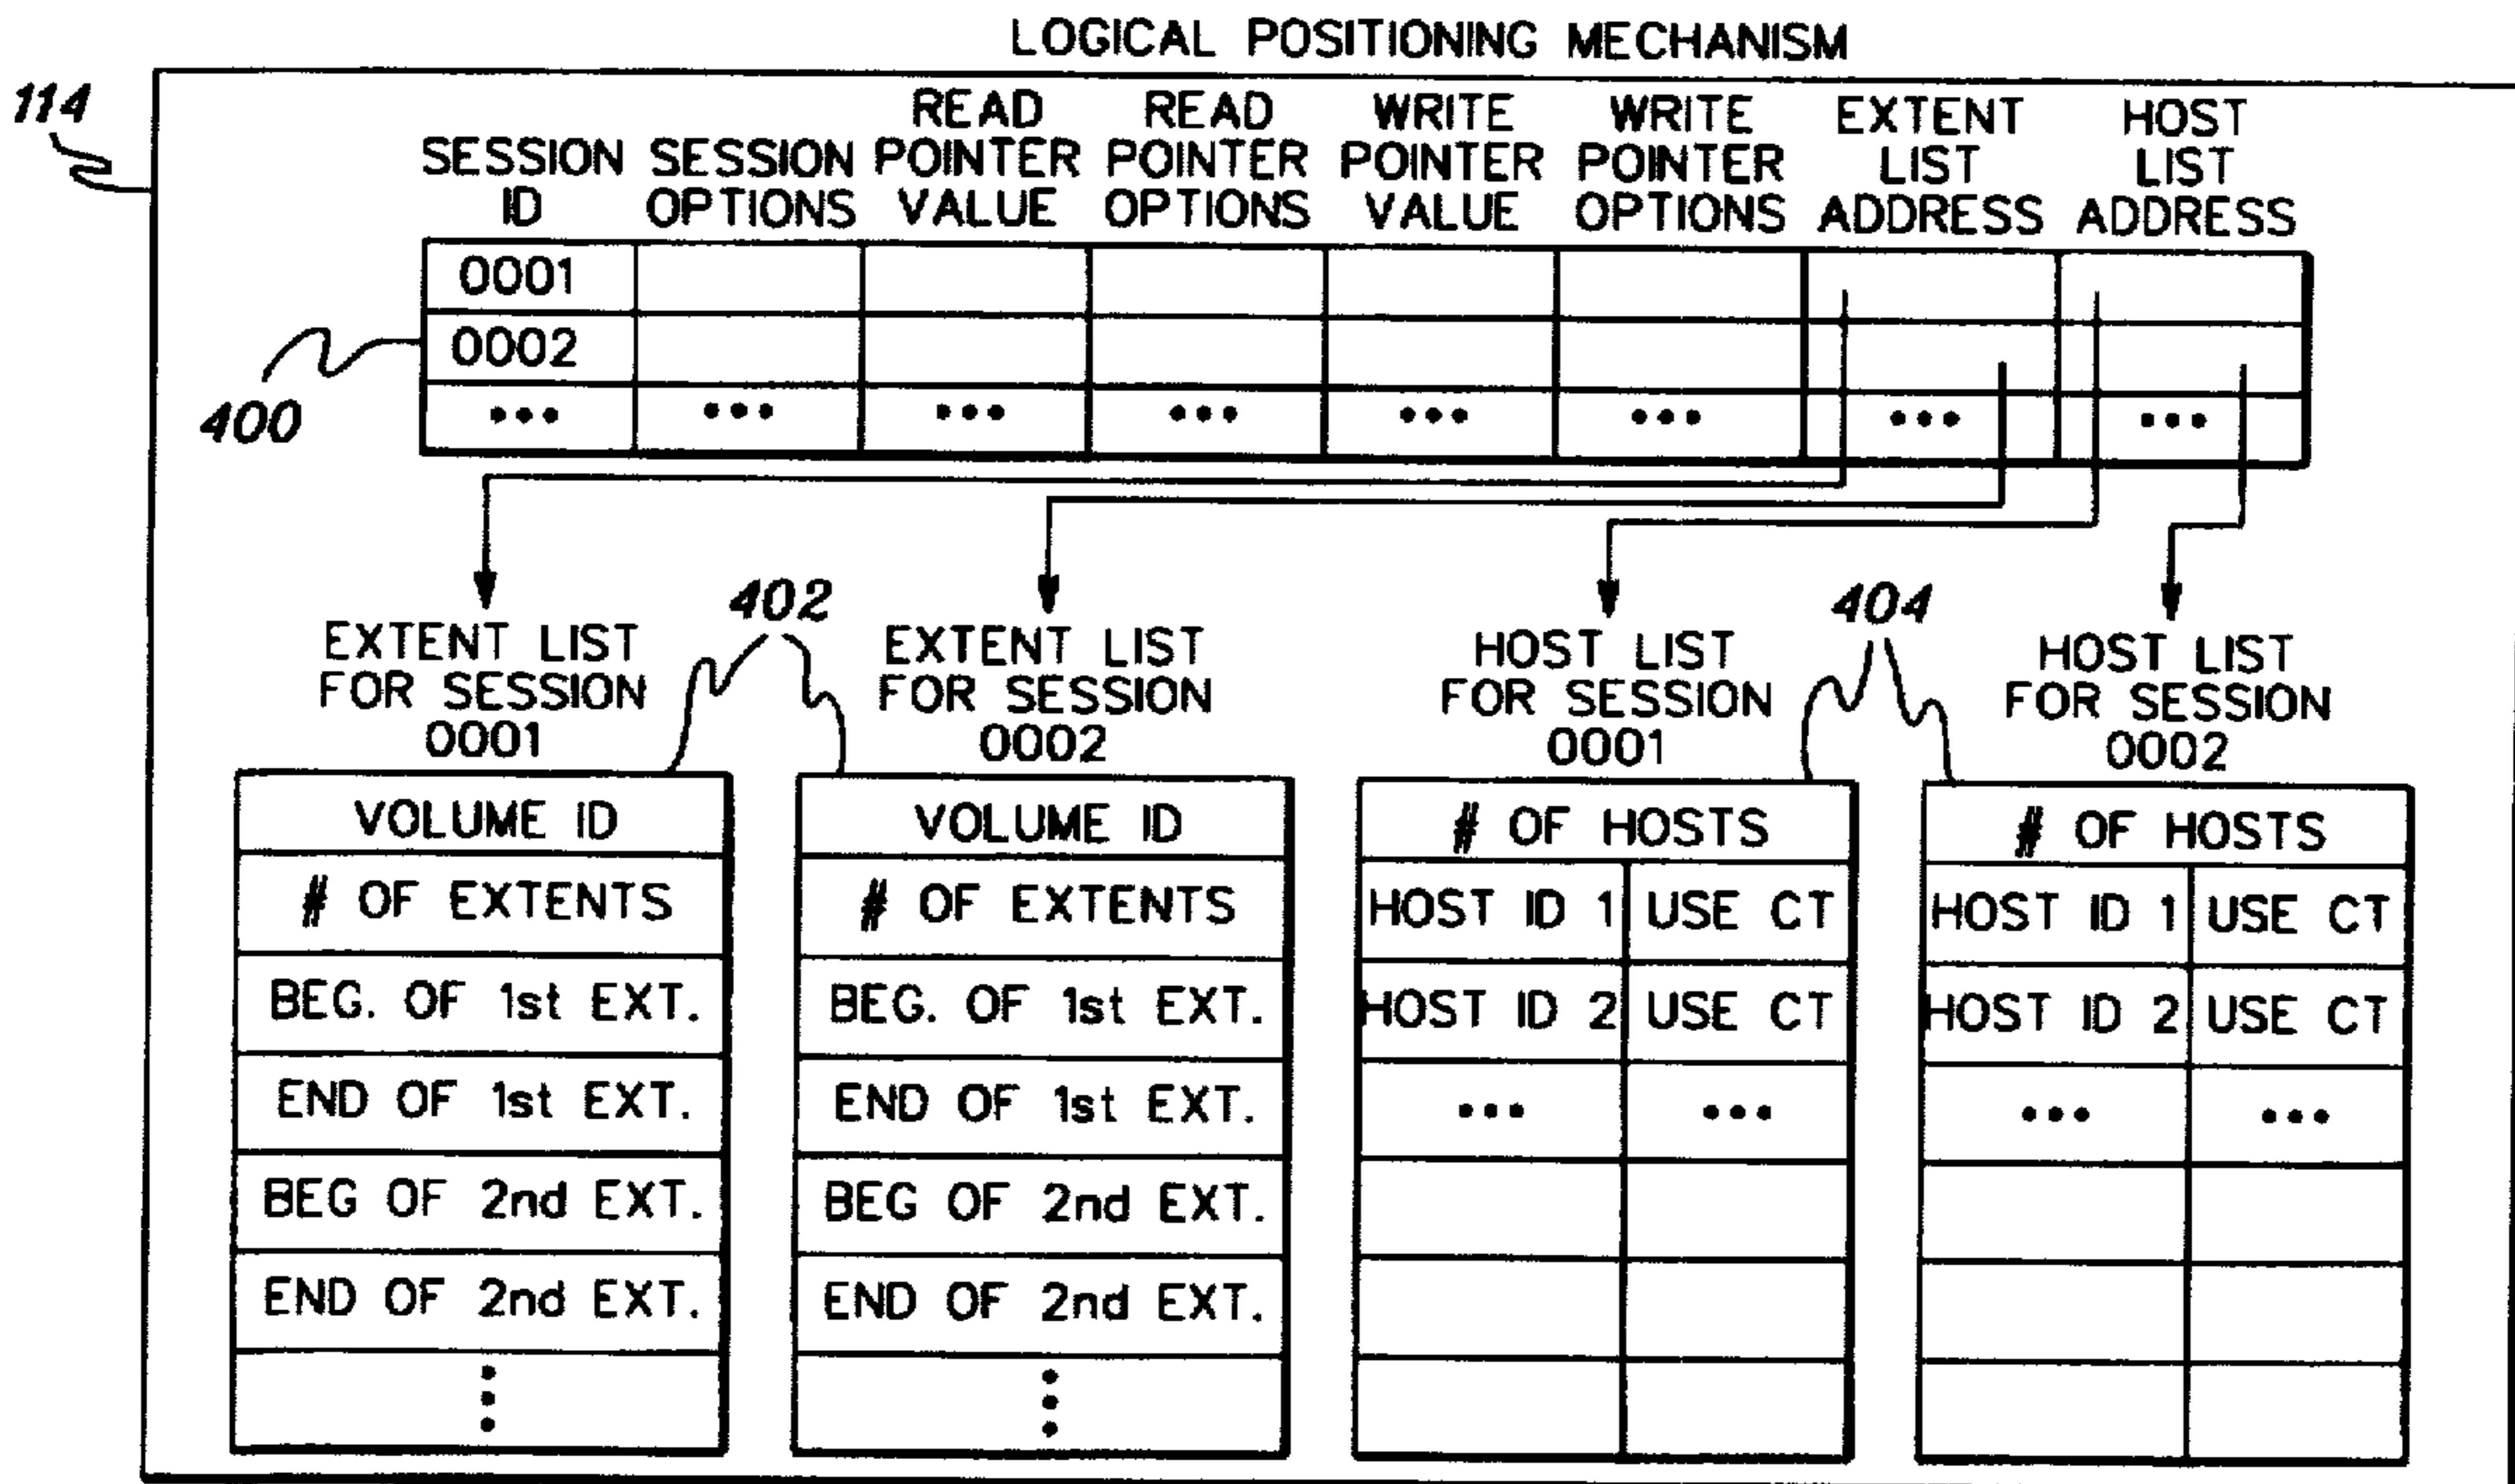 LOGICAL POSITIONING MECHANISM
114
SESSION ID
SESSION OPTIONS
READ POINTER VALUE
READ POINTER OPTIONS
WRITE POINTER VALUE
WRITE POINTER OPTIONS
EXTENT LIST ADDRESS
HOST LIST ADDRESS
0001
0002
••• ••• ••• ••• ••• ••• ••• •••
400
402
404
EXTENT LIST
FOR SESSION
0001
VOLUME ID
# OF EXTENTS
BEG. OF 1st EXT.
END OF 1st EXT.
BEG OF 2nd EXT.
END OF 2nd EXT.
EXTENT LIST
FOR SESSION
0002
VOLUME ID
# OF EXTENTS
BEG. OF 1st EXT.
END OF 1st EXT.
BEG OF 2nd EXT.
END OF 2nd EXT.
HOST LIST
FOR SESSION
0001
# OF HOSTS
HOST ID 1 USE CT
HOST ID 2 USE CT
••• •••
HOST LIST
FOR SESSION
0002
# OF HOSTS
HOST ID 1 USE CT
HOST ID 2 USE CT
••• •••